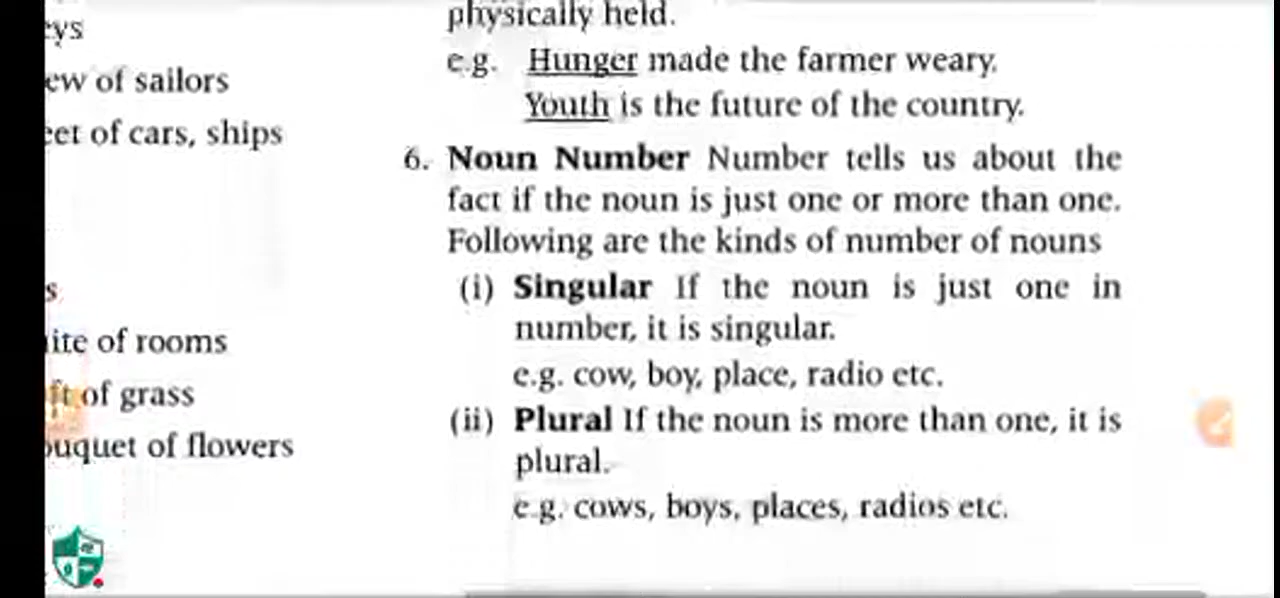 of sailors
of cars, ships
of rooms
of grass
of flowers
physically held.
e.g. Hunger made the farmer weary.
Youth is the future of the country.
6. Noun Number Number tells us about the
fact if the noun is just one or more than one.
Following are the kinds of number of nouns
(i) Singular If the noun is just one in
number, it is singular.
e.g. cow, boy, place, radio etc.
(ii) Plural If the noun is more than one, it is
plural.
e.g. cows, boys, places, radios etc.